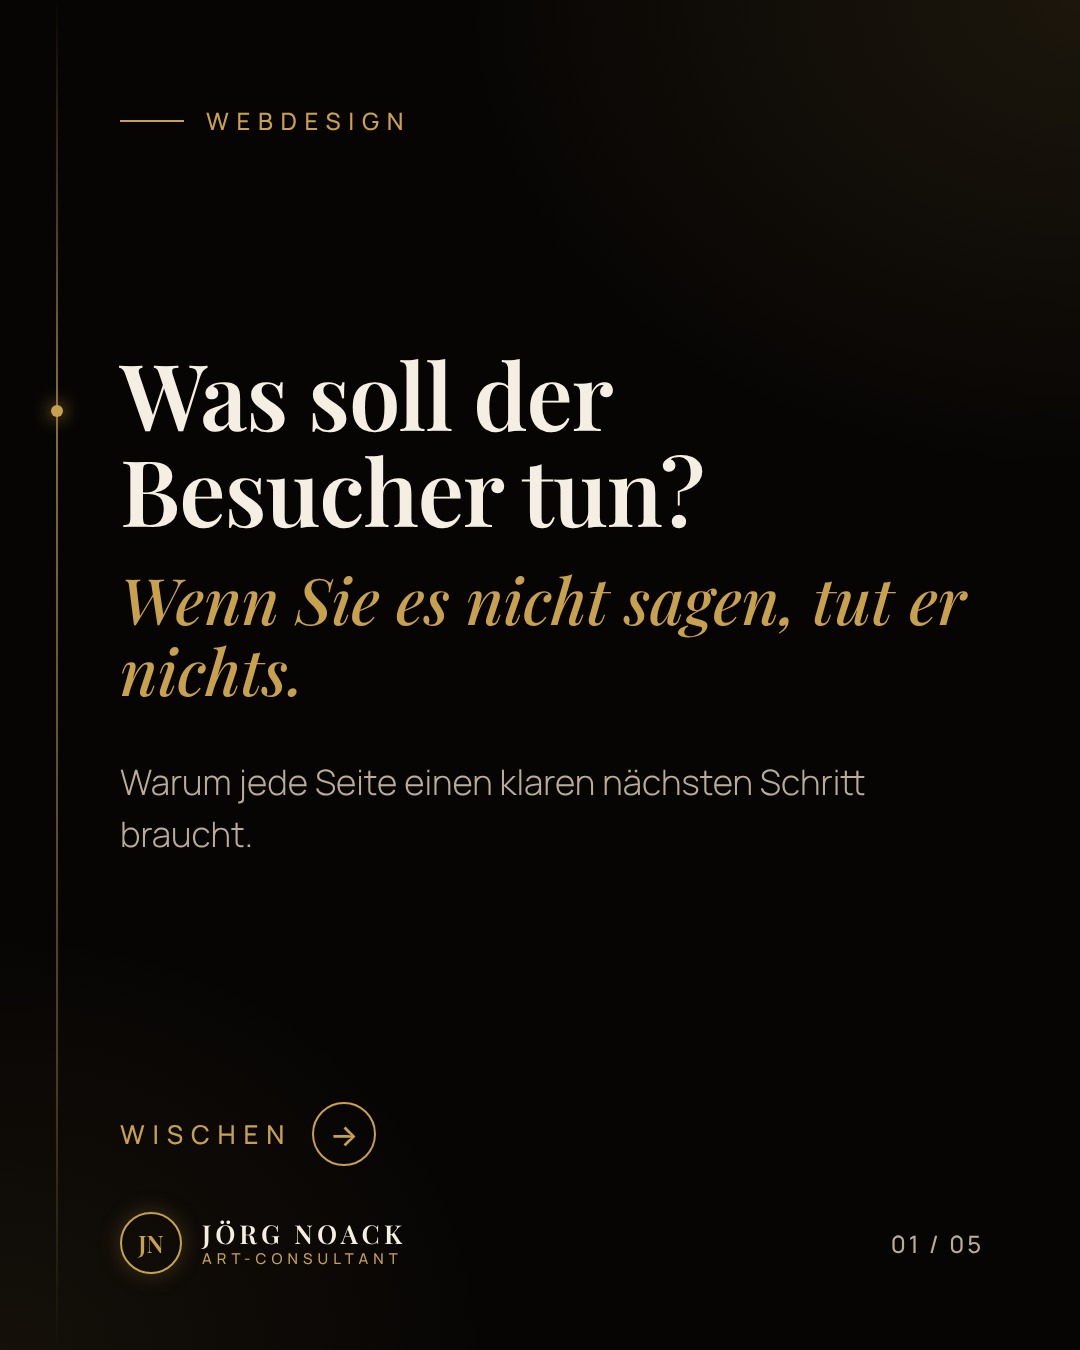 WEBDESIGN
Was soll der
Besucher tun?
Wenn Sie es nicht sagen, tut er
nichts.
Warum jede Seite einen klaren nächsten Schritt
braucht.
WISCHEN →
JN
JÖRG NOACK
ART-CONSULTANT
01 / 05